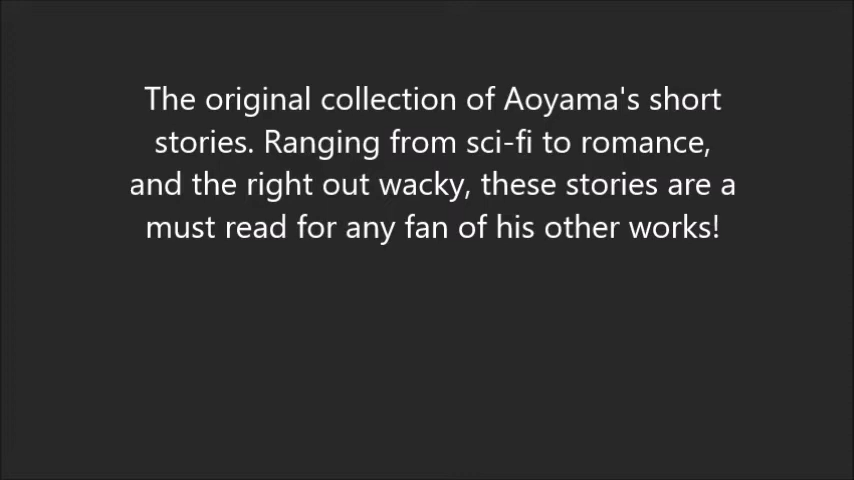 The original collection of Aoyama's short
stories. Ranging from sci-fi to romance,
and the right out wacky, these stories are a
must read for any fan of his other works!